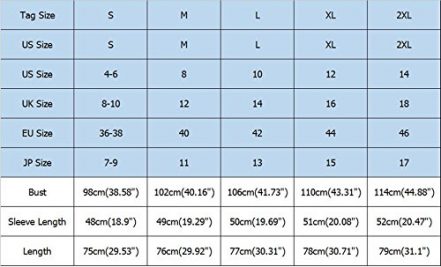 Tag Size S M L XL 2XL
US Size S M L XL 2XL
US Size 4-6 8 10 12 14
UK Size 8-10 12 14 16 18
EU Size 36-38 40 42 44 46
JP Size 7-9 11 13 15 17
Bust 98cm(38.58") 102cm(40.16") 106cm(41.73") 110cm(43.31") 114cm(44.88")
Sleeve Length 48cm(18.9") 49cm(19.29") 50cm(19.69") 51cm(20.08") 52cm(20.47")
Length 75cm(29.53") 76cm(29.92") 77cm(30.31") 78cm(30.71") 79cm(31.1")